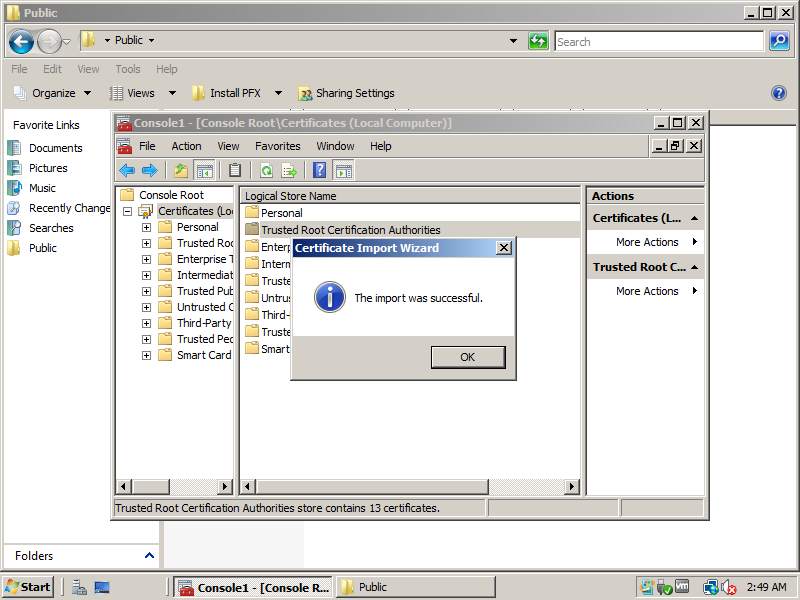 Public
Public
Search
File Edit View Tools Help
Organize Views Install PFX Sharing Settings
Favorite Links
Documents
Pictures
Music
Recently Change
Searches
Public
Folders
Console1 - [Console Root\Certificates (Local Computer)]
File Action View Favorites Window Help
Console Root
Certificates (Lo
Personal
Trusted Roo
Enterprise T
Intermediat
Trusted Pub
Untrusted C
Third-Party
Trusted Peo
Smart Card
Logical Store Name
Personal
Trusted Root Certification Authorities
Enterp
Interm
Truste
Untrus
Third-
Truste
Smart
Actions
Certificates (L...
More Actions
Trusted Root C...
More Actions
Certificate Import Wizard
The import was successful.
OK
Trusted Root Certification Authorities store contains 13 certificates.
Start
Console1 - [Console R...
Public
2:49 AM